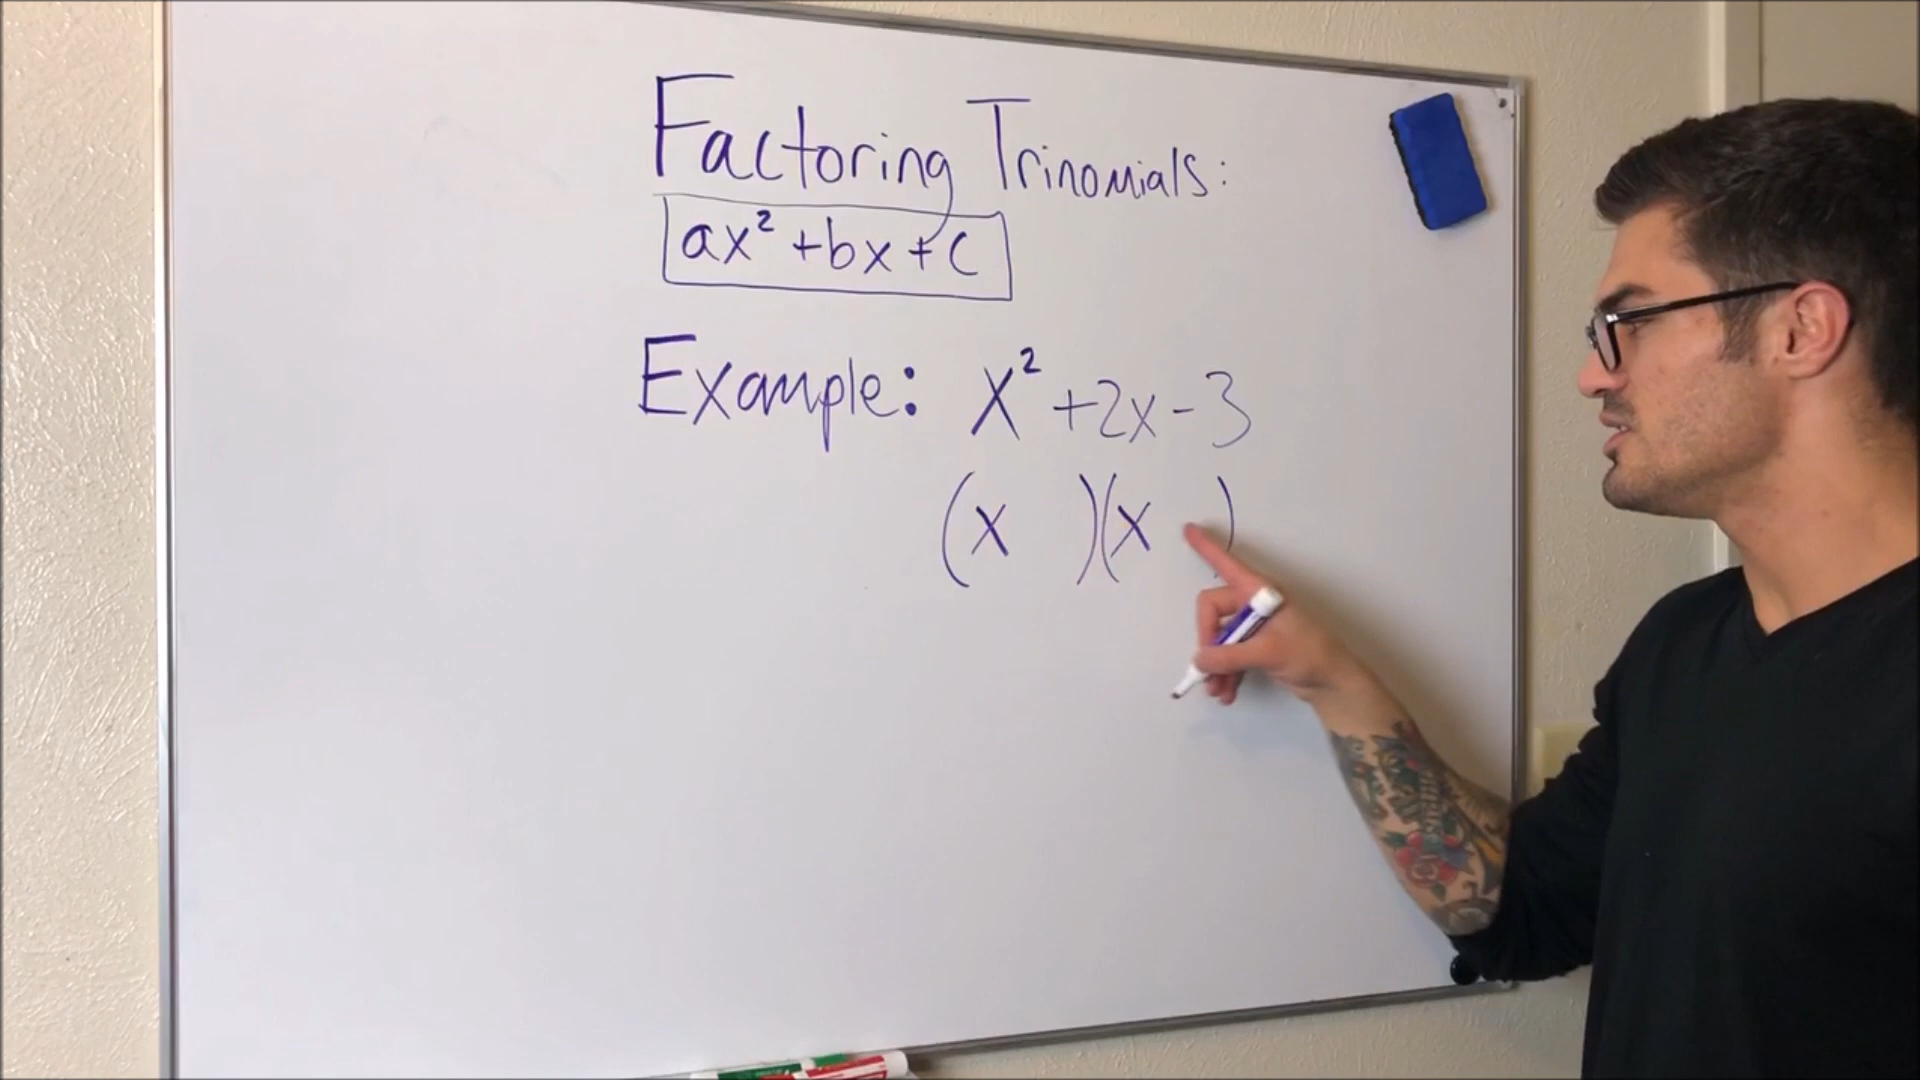 Factoring Trinomials:
ax² + bx + c
Example: x² + 2x - 3
(x )(x )